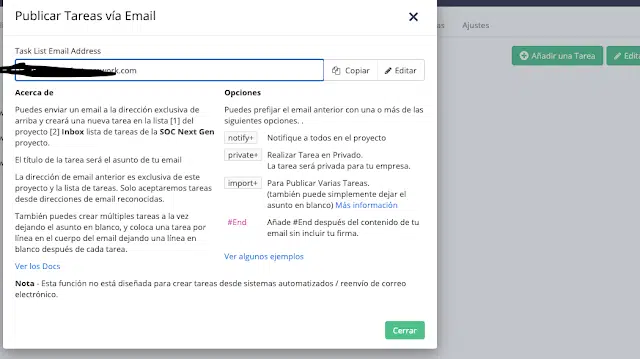 Publicar Tareas vía Email
Task List Email Address
work.com
Copiar
Editar
Acerca de
Puedes enviar un email a la dirección exclusiva de
arriba y creará una nueva tarea en la lista [1] del
proyecto [2] Inbox lista de tareas de la SOC Next Gen
proyecto.
El título de la tarea será el asunto de tu email
La dirección de email anterior es exclusiva de este
proyecto y la lista de tareas. Solo aceptaremos tareas
desde direcciones de email reconocidas.
También puedes crear múltiples tareas a la vez
dejando el asunto en blanco, y coloca una tarea por
línea en el cuerpo del email dejando una línea en
blanco después de cada tarea.
Ver los Docs
Opciones
Puedes prefijar el email anterior con una o más de las
siguientes opciones. .
notify+ Notifique a todos en el proyecto
private+ Realizar Tarea en Privado.
La tarea será privada para tu empresa.
import+ Para Publicar Varias Tareas.
(también puede simplemente dejar el
asunto en blanco) Más información
#End Añade #End después del contenido de tu
email sin incluir tu firma.
Ver algunos ejemplos
Nota - Esta función no está diseñada para crear tareas desde sistemas automatizados / reenvío de correo
electrónico.
Cerrar
as
Ajustes
Añadir una Tarea
Edit